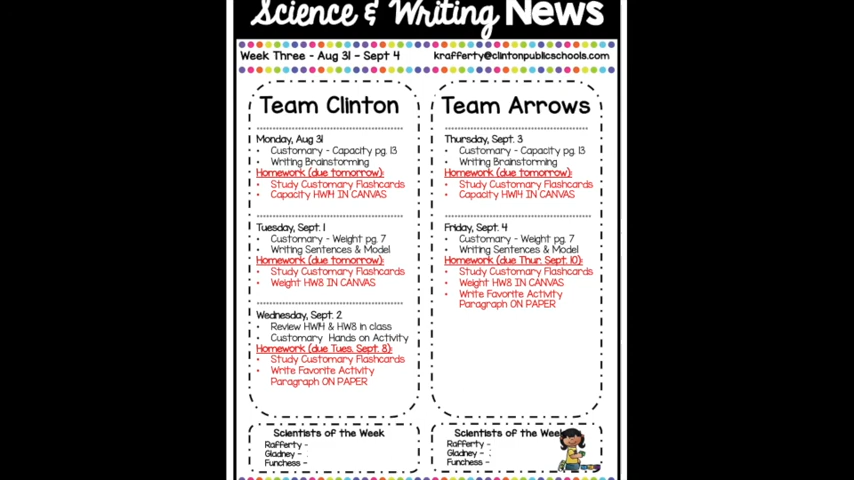 Science & Writing News
Week Three - Aug 31 - Sept 4
krafferty@clintonpublicschools.com
Team Clinton
Monday, Aug 31
• Customary - Capacity pg. 13
• Writing Brainstorming
Homework (due tomorrow):
• Study Customary Flashcards
• Capacity HW14 IN CANVAS
Tuesday, Sept. 1
• Customary - Weight pg. 7
• Writing Sentences & Model
Homework (due tomorrow):
• Study Customary Flashcards
• Weight HW8 IN CANVAS
Wednesday, Sept. 2
• Review HW14 & HW8 in class
• Customary Hands on Activity
Homework (due Tues. Sept. 8):
• Study Customary Flashcards
• Write Favorite Activity
Paragraph ON PAPER
Scientists of the Week
Rafferty -
Gladney -
Funchess -
Team Arrows
Thursday, Sept. 3
• Customary - Capacity pg. 13
• Writing Brainstorming
Homework (due tomorrow):
• Study Customary Flashcards
• Capacity HW14 IN CANVAS
Friday, Sept. 4
• Customary - Weight pg. 7
• Writing Sentences & Model
Homework (due Thur. Sept. 10):
• Study Customary Flashcards
• Weight HW8 IN CANVAS
• Write Favorite Activity
Paragraph ON PAPER
Scientists of the Week
Rafferty -
Gladney -
Funchess -